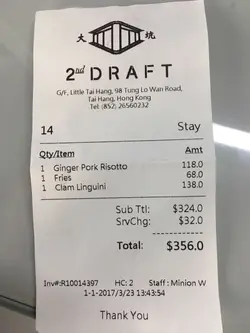 大 坑
2nd DRAFT
G/F, Little Tai Hang, 98 Tung Lo Wan Road,
Tai Hang, Hong Kong
Tel :(852) 26560232
14 Stay
Qty/Item Amt
1 Ginger Pork Risotto 118.0
1 Fries 68.0
1 Clam Linguini 138.0
Sub Ttl: $324.0
SrvChg: $32.0
Total: $356.0
Inv#:R10014397 HC: 2 Staff : Minion W
1-1-2017/3/23 13:43:54
Thank You